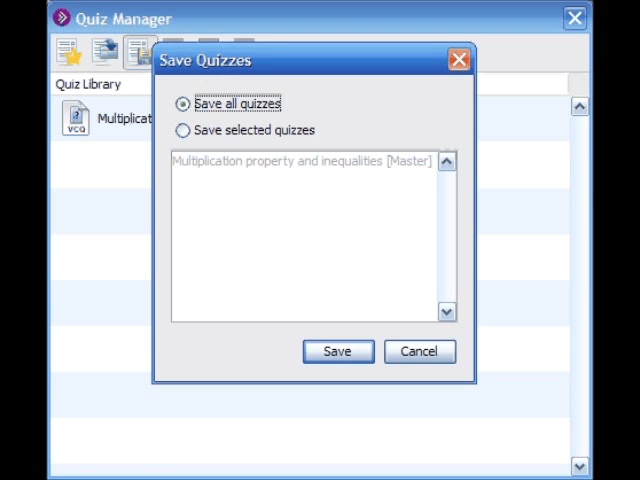 Quiz Manager
Save Quizzes
Quiz Library
Save all quizzes
VCQ
Multiplicat
Save selected quizzes
Multiplication property and inequalities [Master]
Save
Cancel